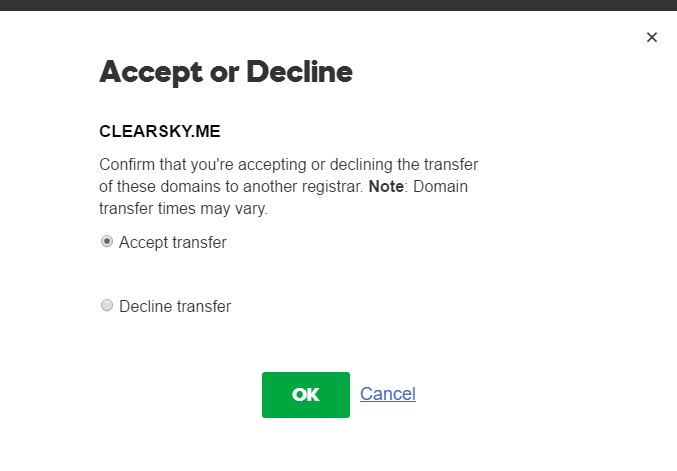 Accept or Decline
CLEARSKY.ME
Confirm that you're accepting or declining the transfer
of these domains to another registrar. Note: Domain
transfer times may vary.
Accept transfer
Decline transfer
OK Cancel